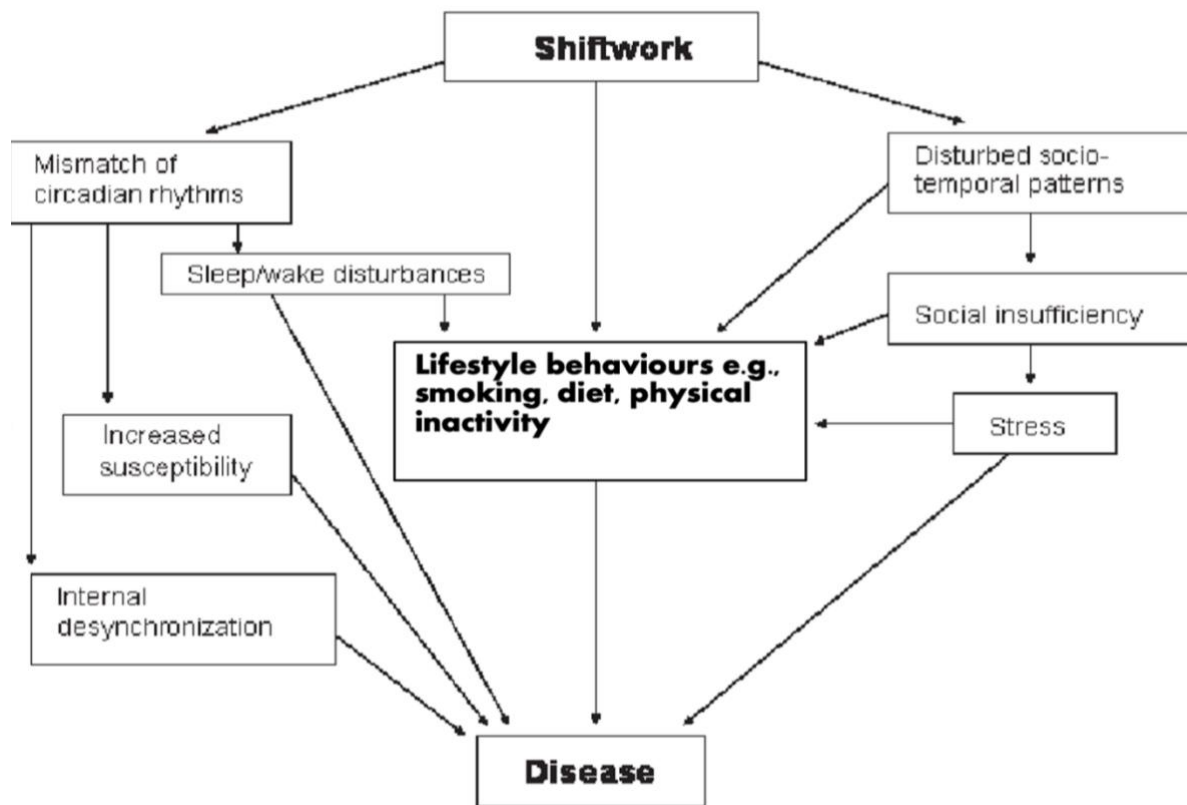 Shiftwork
Mismatch of
circadian rhythms
Disturbed socio-
temporal patterns
Sleep/wake disturbances
Social insufficiency
Lifestyle behaviours e.g.,
smoking, diet, physical
inactivity
Stress
Increased
susceptibility
Internal
desynchronization
Disease